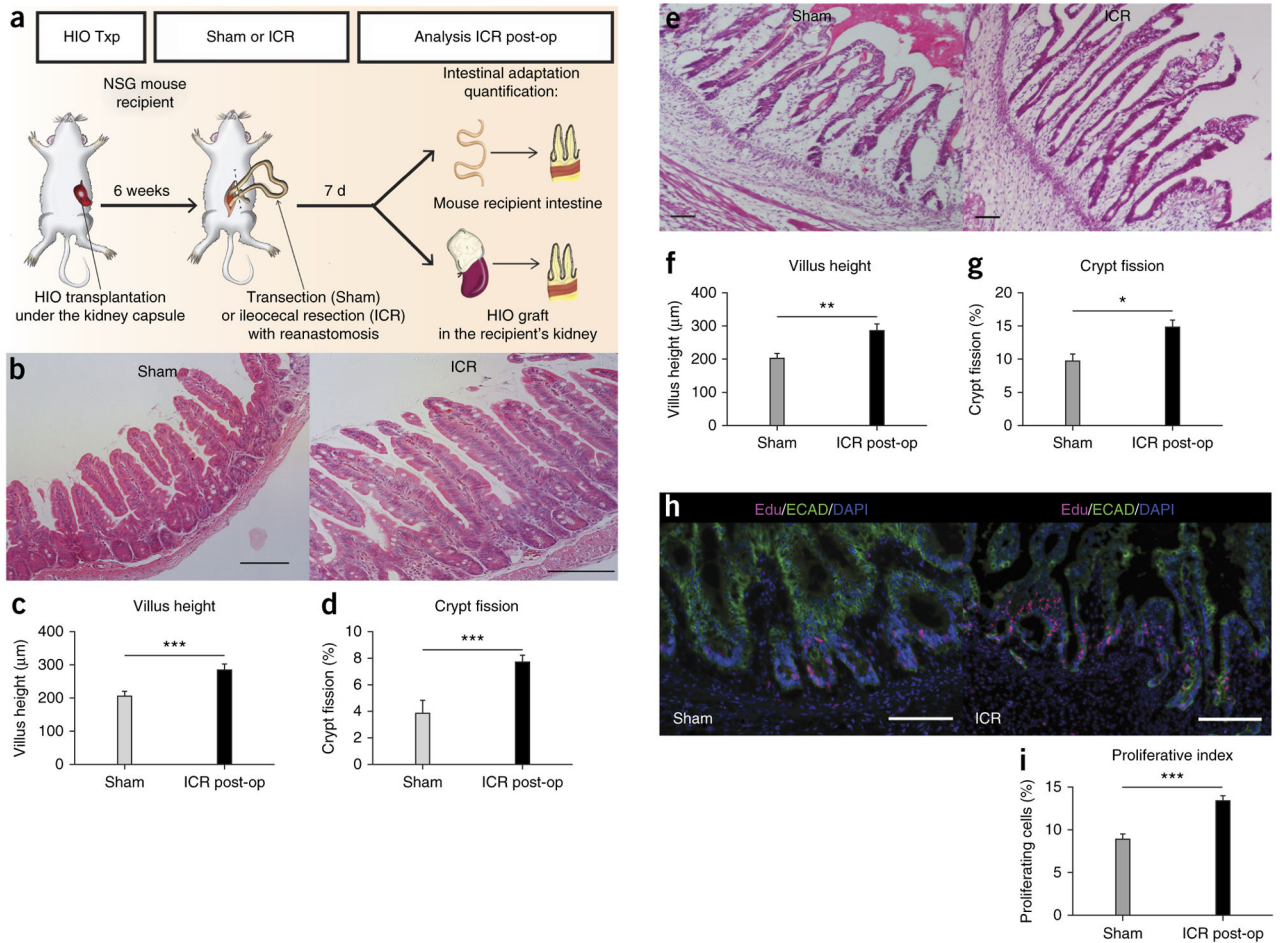 a
HIO Txp
Sham or ICR
Analysis ICR post-op
NSG mouse
recipient
Intestinal adaptation
quantification:
6 weeks
7 d
Mouse recipient intestine
HIO transplantation
under the kidney capsule
Transection (Sham)
or ileocecal resection (ICR)
with reanastomosis
HIO graft
in the recipient's kidney
b
Sham
ICR
c
Villus height
Villus height (μm)
400
300
200
100
0
***
Sham
ICR post-op
d
Crypt fission
Crypt fission (%)
10
8
6
4
2
0
***
Sham
ICR post-op
e
Sham
ICR
f
Villus height
Villus height (μm)
400
300
200
100
0
**
Sham
ICR post-op
g
Crypt fission
Crypt fission (%)
20
15
10
5
0
*
Sham
ICR post-op
h
Edu/ECAD/DAPI
Edu/ECAD/DAPI
Sham
ICR
i
Proliferative index
Proliferating cells (%)
15
10
15
0
***
Sham
ICR post-op